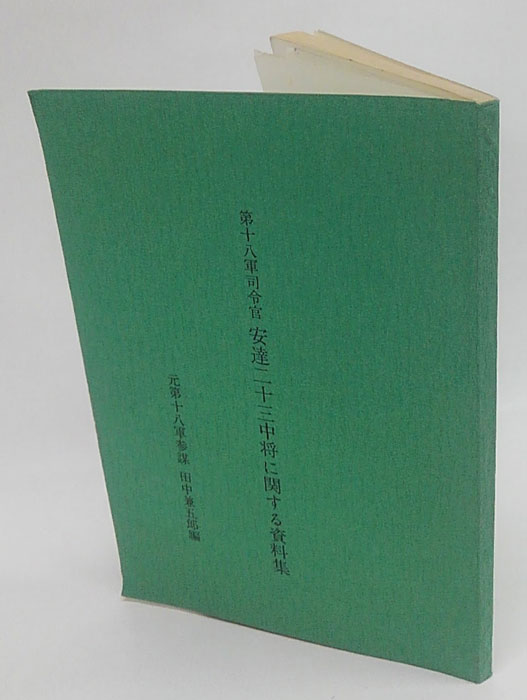 第十八軍司令官 安達二十三中将に関する資料集
元第十八軍参謀 田中兼五郎編